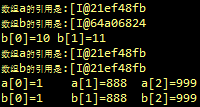 数组a的引用是:[I@21ef48fb
数组b的引用是:[I@64a06824
b[0]=10 b[1]=11
数组a的引用是:[I@21ef48fb
数组b的引用是:[I@21ef48fb
a[0]=1 a[1]=888 a[2]=999
b[0]=1 b[1]=888 b[2]=999